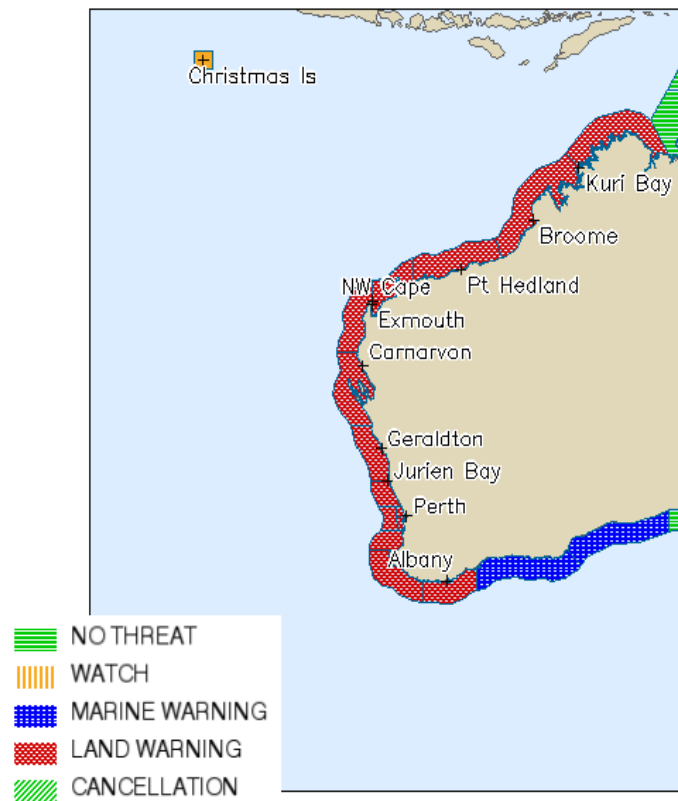 Christmas Is
Kuri Bay
Broome
Pt Hedland
NW Cape
Exmouth
Carnarvon
Geraldton
Jurien Bay
Perth
Albany
NO THREAT
WATCH
MARINE WARNING
LAND WARNING
CANCELLATION